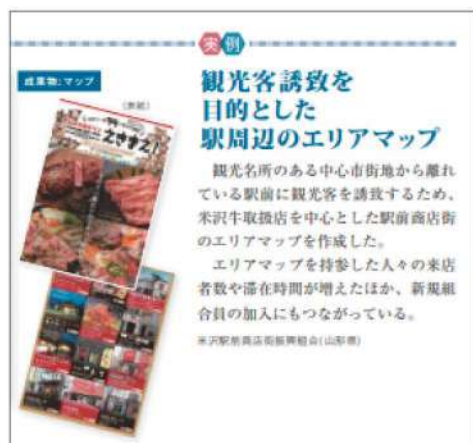 実例
成果物:マップ
(表紙)
えきまえ!
観光客誘致を
目的とした
駅周辺のエリアマップ
観光名所のある中心市街地から離れ
ている駅前に観光客を誘致するため、
米沢牛取扱店を中心とした駅前商店街
のエリアマップを作成した。
エリアマップを持参した人々の来店
者数や滞在時間が増えたほか、新規組
合員の加入にもつながっている。
米沢駅前商店街振興組合(山形県)